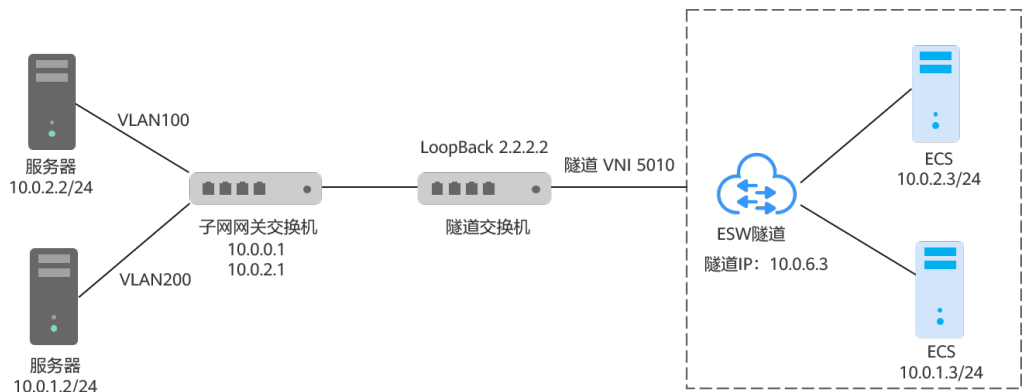 VLAN100
服务器
10.0.2.2/24
VLAN200
服务器
10.0.1.2/24
子网网关交换机
10.0.0.1
10.0.2.1
LoopBack 2.2.2.2
隧道交换机
隧道 VNI 5010
ESW隧道
隧道IP：10.0.6.3
ECS
10.0.2.3/24
ECS
10.0.1.3/24